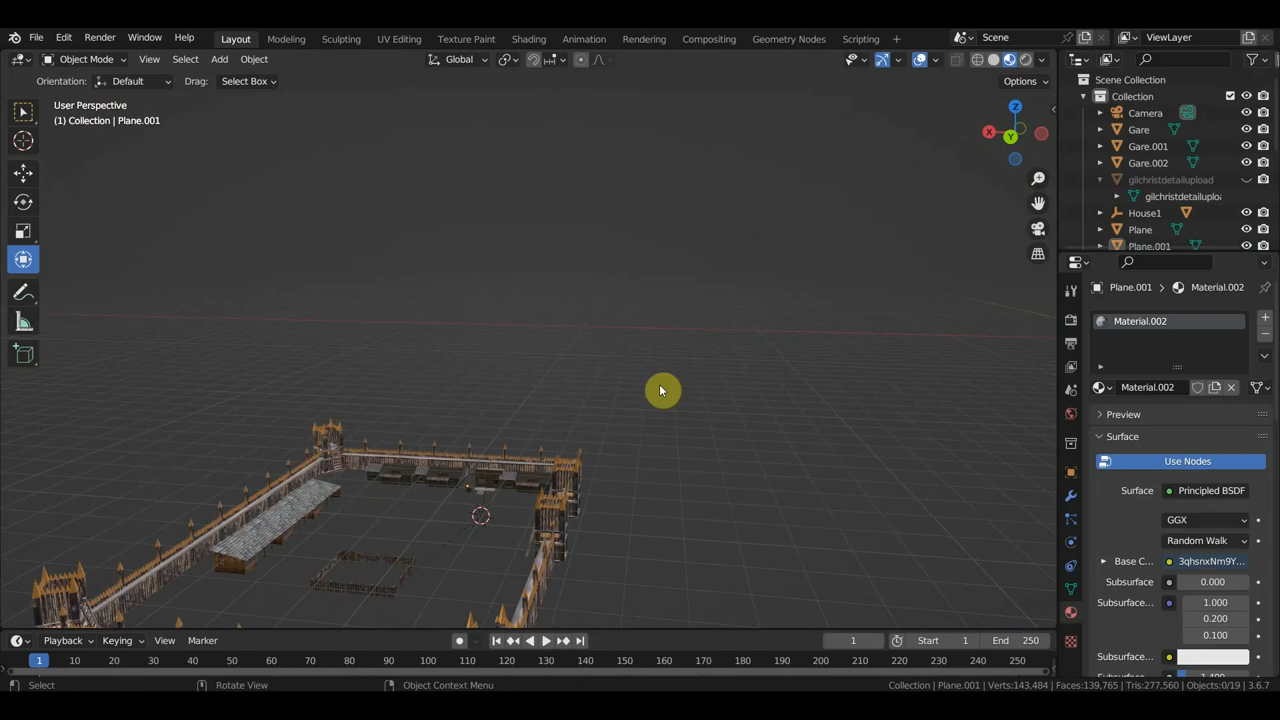 File Edit Render Window Help Layout Modeling Sculpting UV Editing Texture Paint Shading Animation Rendering Compositing Geometry Nodes Scripting + Scene ViewLayer
Object Mode View Select Add Object Global
Orientation: Default Drag: Select Box Options
User Perspective
(1) Collection | Plane.001
X
Y
Z
Scene Collection
Collection
Camera
Gare
Gare.001
Gare.002
gilchristdetailupload
gilchristdetailuplo
House1
Plane
Plane.001
Plane.001 > Material.002
Material.002
Material.002
Preview
Surface
Use Nodes
Surface Principled BSDF
GGX
Random Walk
Base C... 3qhsnxNm9Y...
Subsurface 0.000
Subsurface... 1.000
0.200
0.100
Subsurface...
Playback Keying View Marker 1 Start 1 End 250
1 10 20 30 40 50 60 70 80 90 100 110 120 130 140 150 160 170 180 190 200 210 220 230 240 250
Select Rotate View Object Context Menu Collection | Plane.001 | Verts:143,484 | Faces:139,765 | Tris:277,560 | Objects:0/19 | 3.6.7